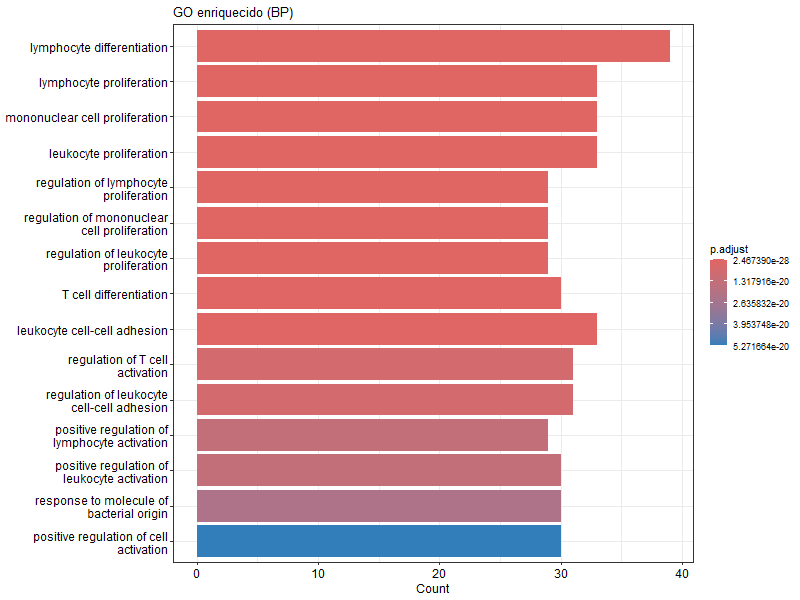 GO enriquecido (BP)
lymphocyte differentiation
lymphocyte proliferation
mononuclear cell proliferation
leukocyte proliferation
regulation of lymphocyte
proliferation
regulation of mononuclear
cell proliferation
regulation of leukocyte
proliferation
T cell differentiation
leukocyte cell-cell adhesion
regulation of T cell
activation
regulation of leukocyte
cell-cell adhesion
positive regulation of
lymphocyte activation
positive regulation of
leukocyte activation
response to molecule of
bacterial origin
positive regulation of cell
activation
0 10 20 30 40
Count
p.adjust
2.467390e-28
1.317916e-20
2.635832e-20
3.953748e-20
5.271664e-20